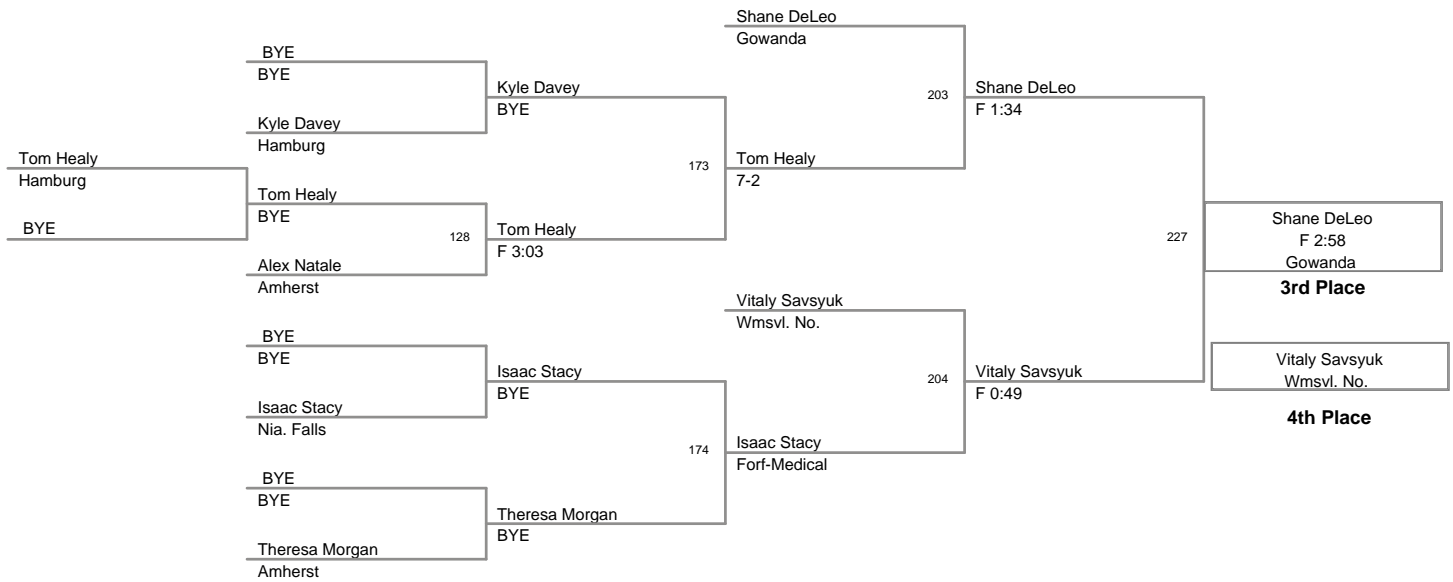 Shane DeLeo
Gowanda
BYE
BYE
Kyle Davey
BYE
203
Shane DeLeo
F 1:34
Kyle Davey
Hamburg
Tom Healy
Hamburg
173
Tom Healy
7-2
Tom Healy
BYE
BYE
128
Tom Healy
F 3:03
227
Shane DeLeo
F 2:58
Gowanda
3rd Place
Alex Natale
Amherst
Vitaly Savsyuk
Wmsvl. No.
BYE
BYE
Isaac Stacy
BYE
204
Vitaly Savsyuk
F 0:49
Vitaly Savsyuk
Wmsvl. No.
4th Place
Isaac Stacy
Nia. Falls
174
Isaac Stacy
Forf-Medical
BYE
BYE
Theresa Morgan
BYE
Theresa Morgan
Amherst